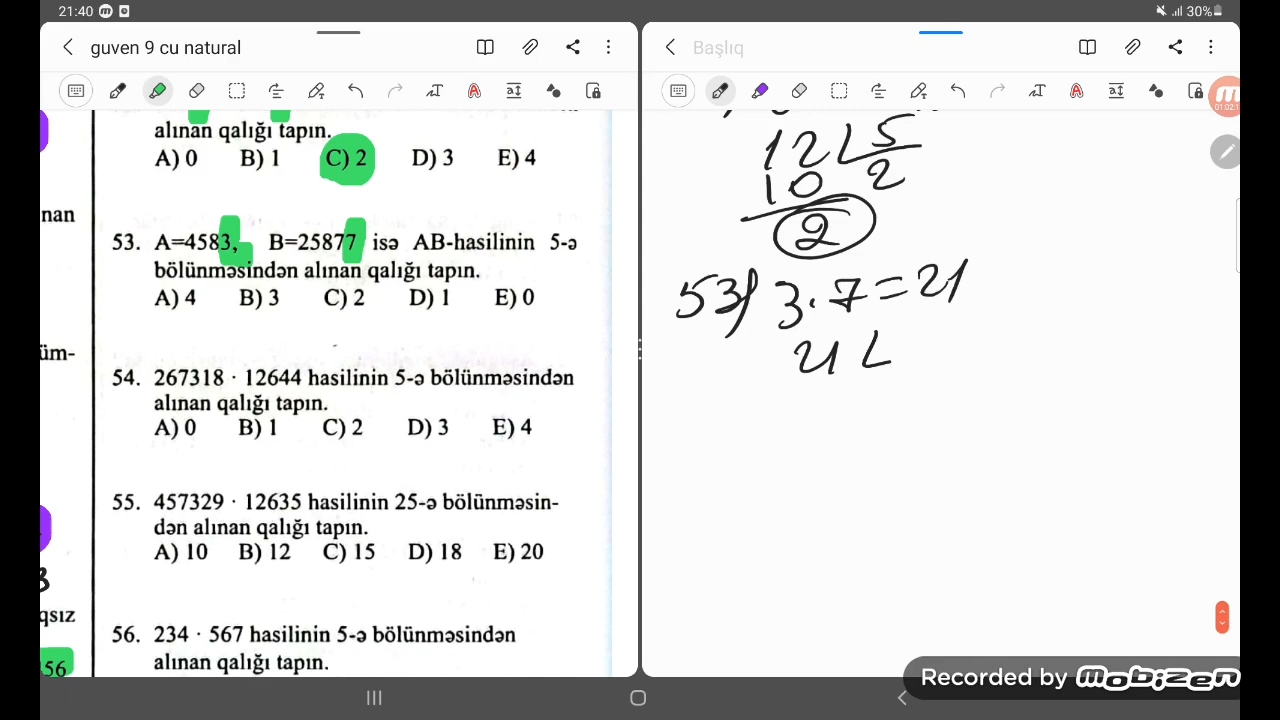 21:40
30%
guven 9 cu natural
alınan qalığı tapın.
A) 0 B) 1 C) 2 D) 3 E) 4
nan
53. A=4583, B=25877 isə AB-hasilinin 5-ə
bölünməsindən alınan qalığı tapın.
A) 4 B) 3 C) 2 D) 1 E) 0
üm-
54. 267318 · 12644 hasilinin 5-ə bölünməsindən
alınan qalığı tapın.
A) 0 B) 1 C) 2 D) 3 E) 4
55. 457329 · 12635 hasilinin 25-ə bölünməsin-
dən alınan qalığı tapın.
A) 10 B) 12 C) 15 D) 18 E) 20
qsız
56. 234 · 567 hasilinin 5-ə bölünməsindən
56
alınan qalığı tapın.
Başlıq
12 5
10 2
2
53) 3·7=21
21
Recorded by mobizen